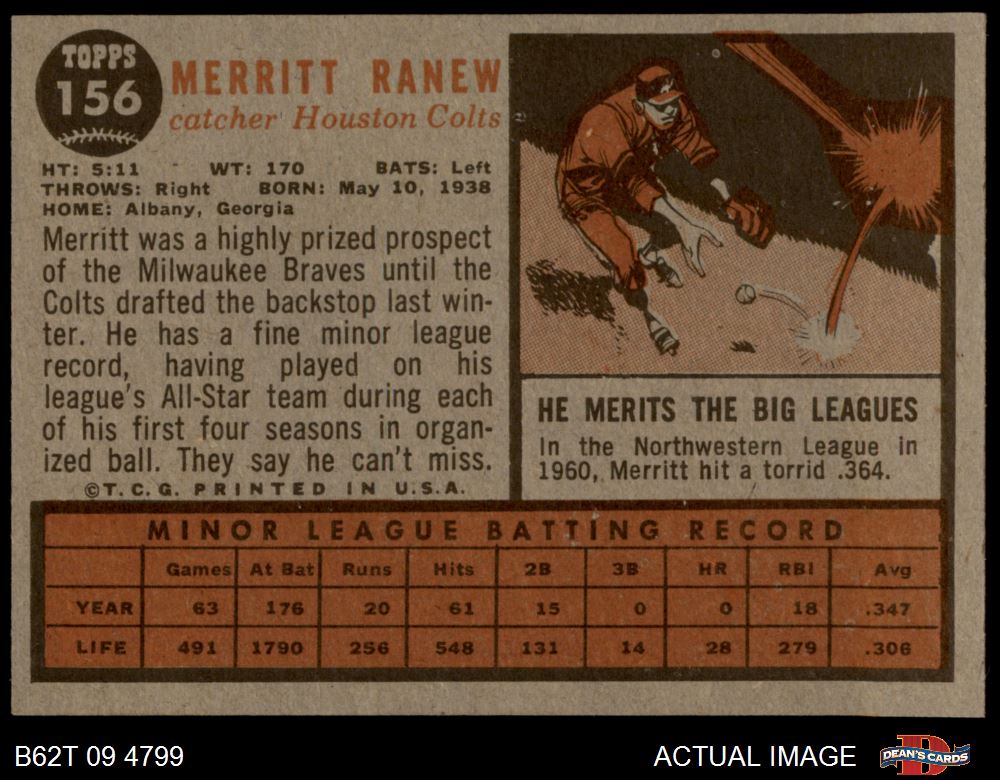 TOPPS
156
MERRITT RANEW
catcher Houston Colts
HT: 5:11 WT: 170 BATS: Left
THROWS: Right BORN: May 10, 1938
HOME: Albany, Georgia
Merritt was a highly prized prospect
of the Milwaukee Braves until the
Colts drafted the backstop last win-
ter. He has a fine minor league
record, having played on his
league's All-Star team during each
of his first four seasons in organ-
ized ball. They say he can't miss.
©T.C.G. PRINTED IN U.S.A.
HE MERITS THE BIG LEAGUES
In the Northwestern League in
1960, Merritt hit a torrid .364.
MINOR LEAGUE BATTING RECORD
Games At Bat Runs Hits 2B 3B HR RBI Avg
YEAR 63 176 20 61 15 0 0 18 .347
LIFE 491 1790 256 548 131 14 28 279 .306
B62T 09 4799 ACTUAL IMAGE DEAN'S CARDS